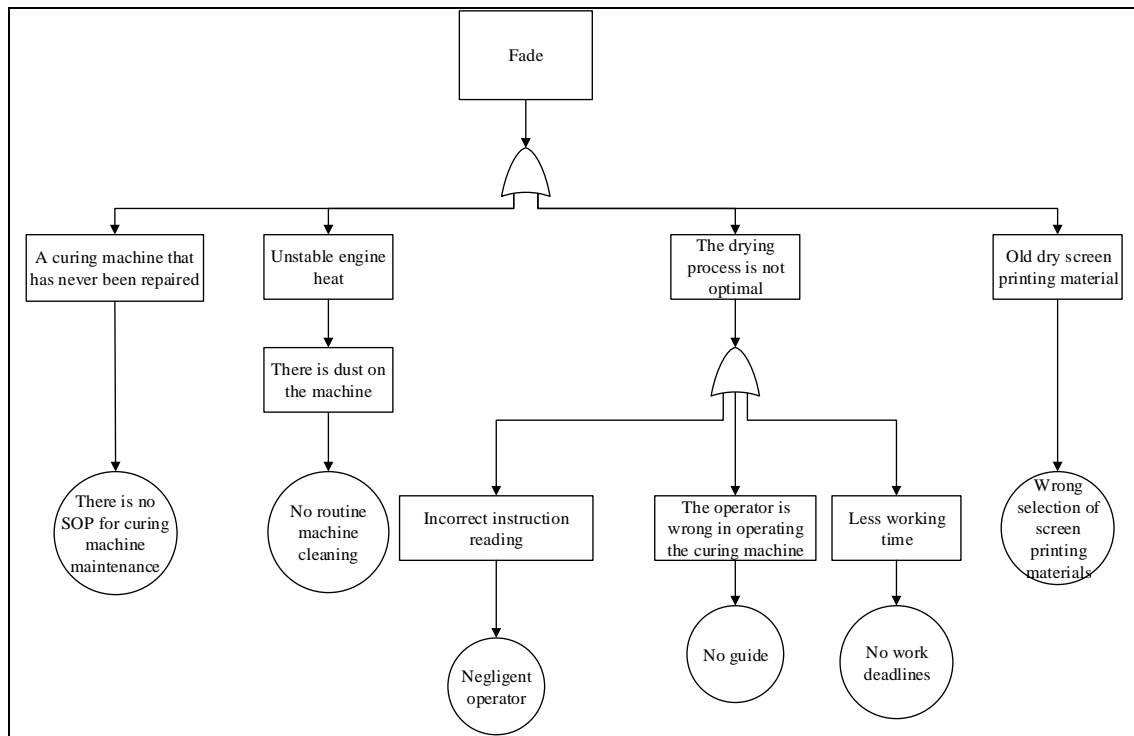 Fade
A curing machine that
has never been repaired
Unstable engine
heat
The drying
process is not
optimal
Old dry screen
printing material
There is dust on
the machine
There is no
SOP for curing
machine
maintenance
No routine
machine
cleaning
Incorrect instruction
reading
The operator is
wrong in operating
the curing machine
Less working
time
Wrong
selection of
screen
printing
materials
Negligent
operator
No guide
No work
deadlines